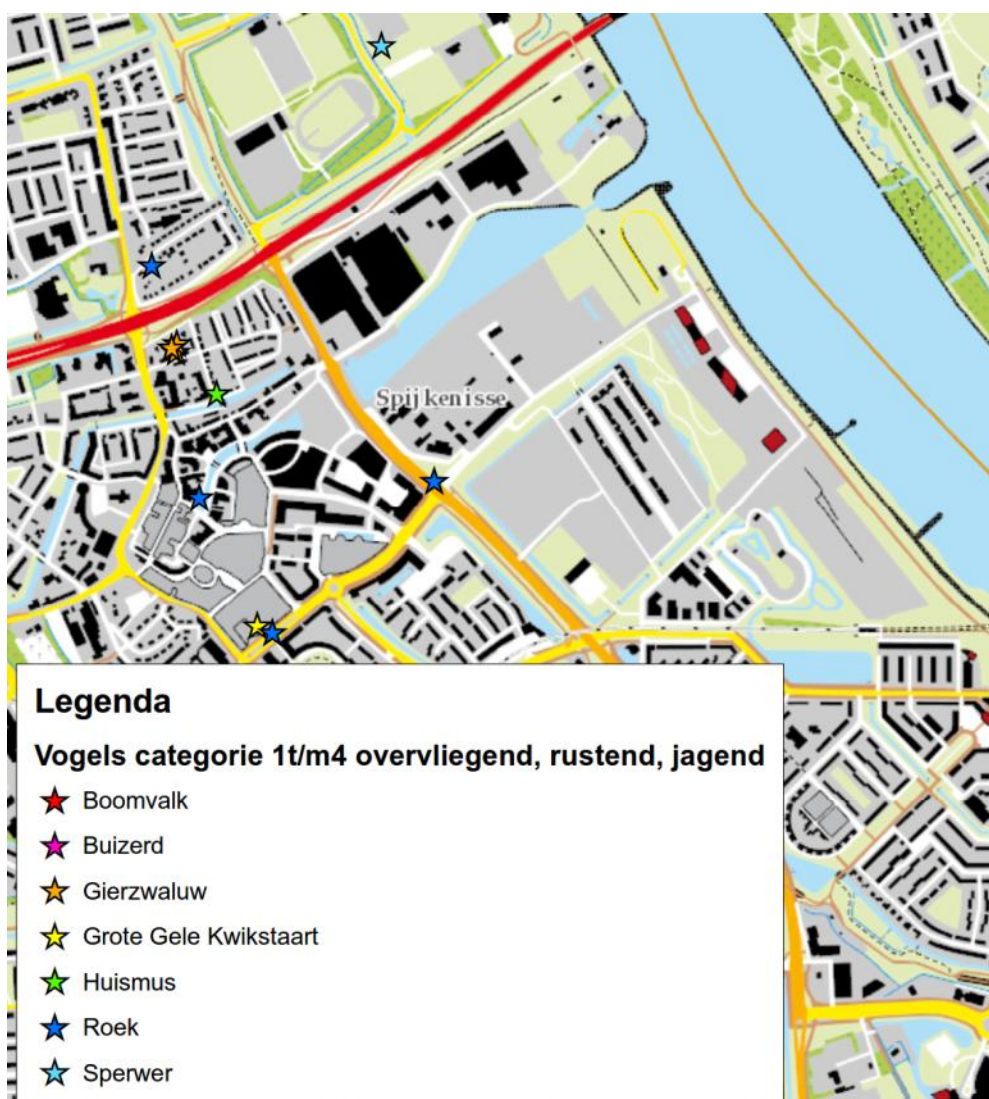 Spijkenisse
Legenda
Vogels categorie 1t/m4 overvliegend, rustend, jagend
Boomvalk
Buizerd
Gierzwaluw
Grote Gele Kwikstaart
Huismus
Roek
Sperwer